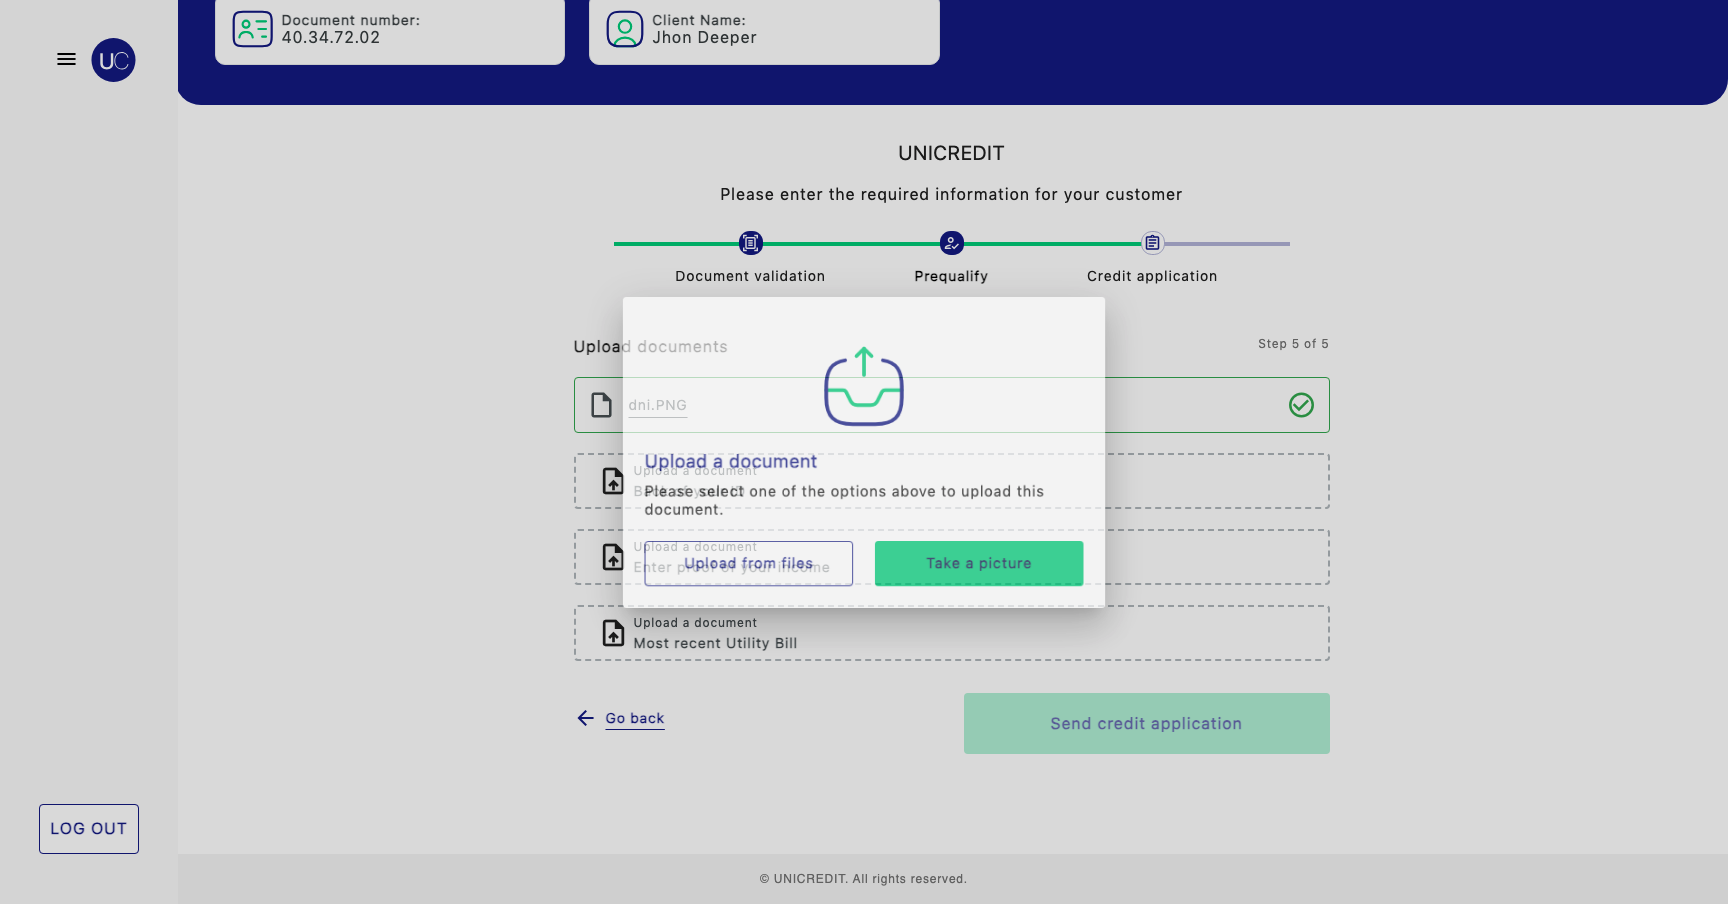 Document number:
40.34.72.02
Client Name:
Jhon Deeper
UC
UNICREDIT
Please enter the required information for your customer
Document validation
Prequalify
Credit application
Upload documents
Step 5 of 5
dni.PNG
Upload a document
Upload a document
Back of your ID
Please select one of the options above to upload this
document.
Upload a document
Enter proof of your income
Upload from files
Take a picture
Upload a document
Most recent Utility Bill
Go back
Send credit application
LOG OUT
© UNICREDIT. All rights reserved.